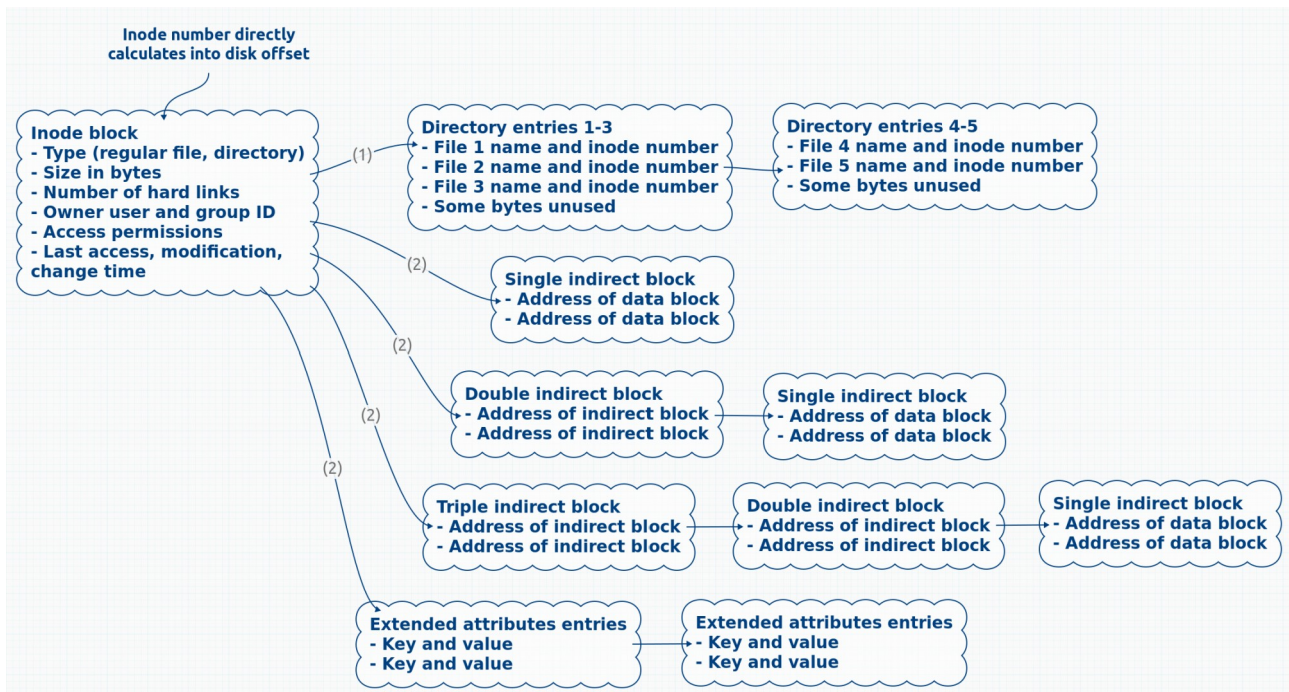 Inode number directly
calculates into disk offset
Inode block
- Type (regular file, directory)
- Size in bytes
- Number of hard links
- Owner user and group ID
- Access permissions
- Last access, modification,
change time
(1)
Directory entries 1-3
- File 1 name and inode number
- File 2 name and inode number
- File 3 name and inode number
- Some bytes unused
Directory entries 4-5
- File 4 name and inode number
- File 5 name and inode number
- Some bytes unused
(2)
Single indirect block
- Address of data block
- Address of data block
(2)
Double indirect block
- Address of indirect block
- Address of indirect block
Single indirect block
- Address of data block
- Address of data block
(2)
Triple indirect block
- Address of indirect block
- Address of indirect block
Double indirect block
- Address of indirect block
- Address of indirect block
Single indirect block
- Address of data block
- Address of data block
(2)
Extended attributes entries
- Key and value
- Key and value
Extended attributes entries
- Key and value
- Key and value